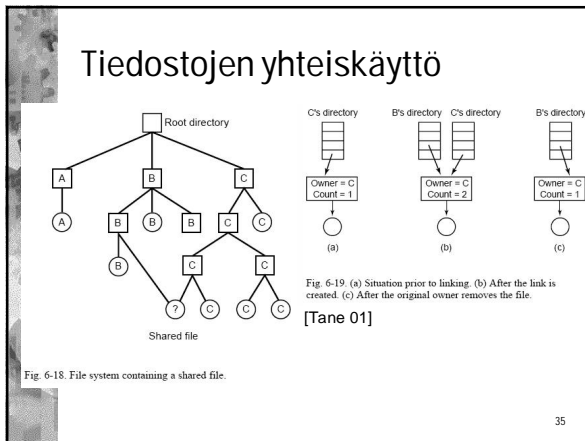 Tiedostojen yhteiskäyttö
Root directory
A B C
A B B B C C
B C C
? C C C
Shared file
Fig. 6-18. File system containing a shared file.
C's directory B's directory C's directory B's directory
Owner = C
Count = 1
Owner = C
Count = 2
Owner = C
Count = 1
(a) (b) (c)
Fig. 6-19. (a) Situation prior to linking. (b) After the link is
created. (c) After the original owner removes the file.
[Tane 01]
35